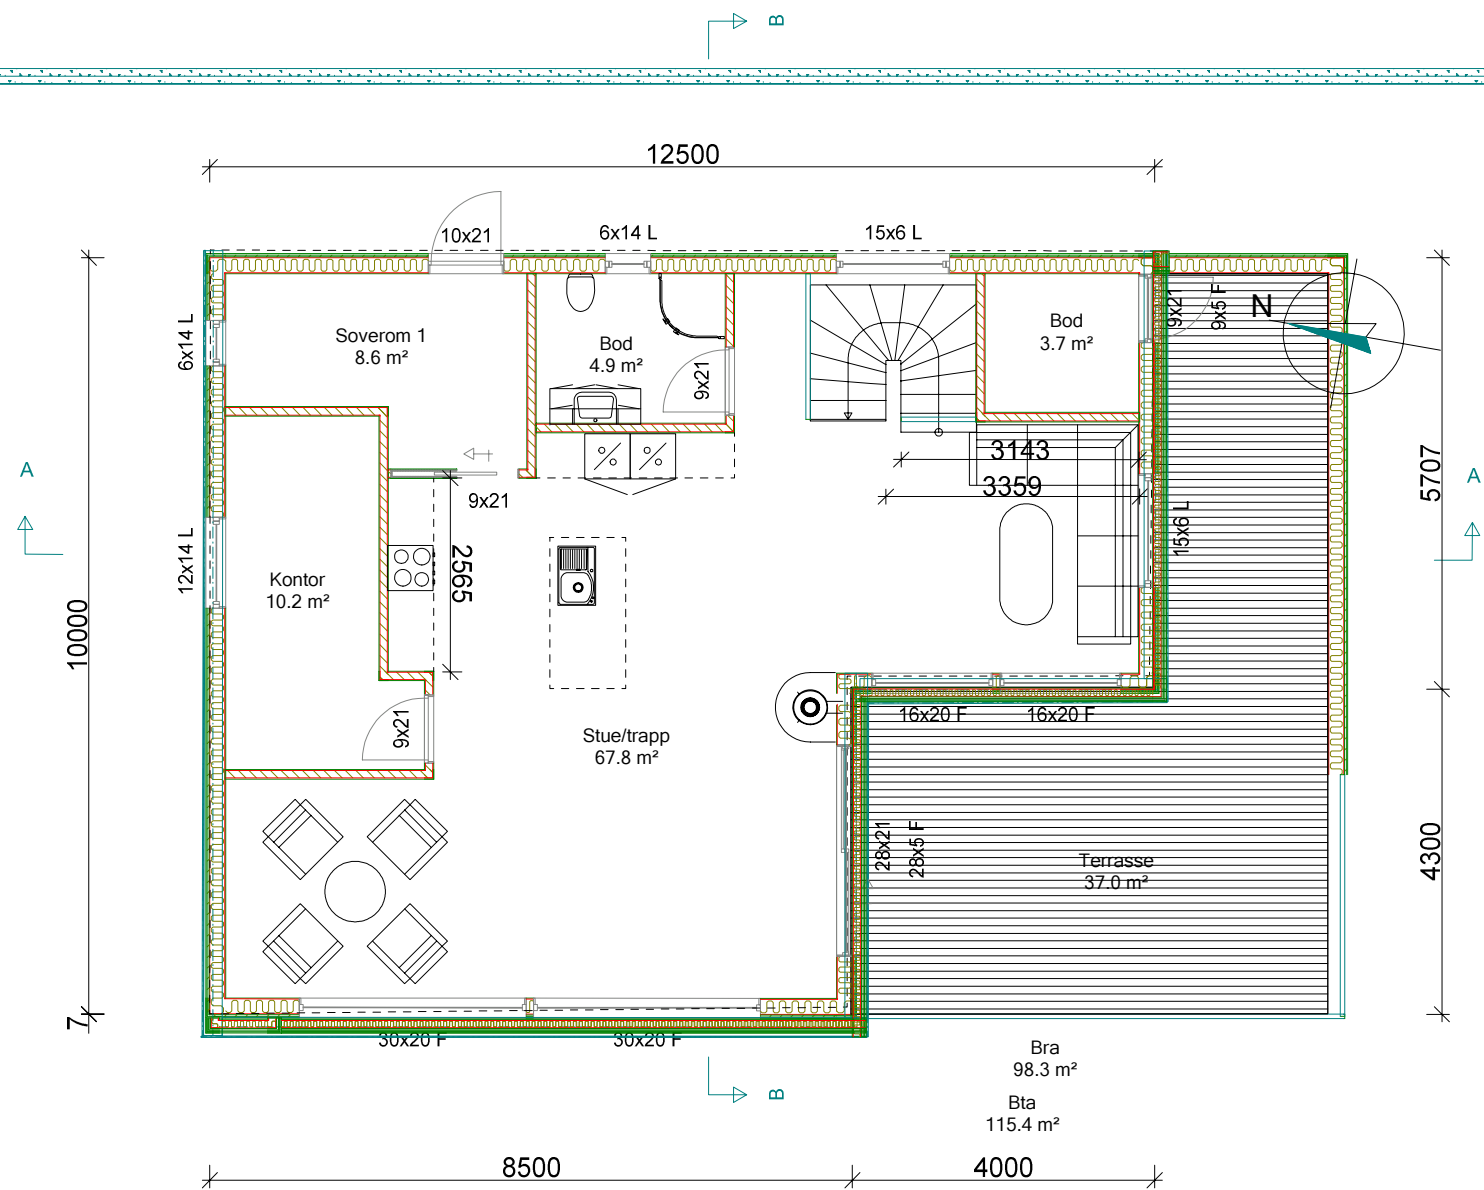 B
12500
10x21
6x14 L
15x6 L
9x21
9x5 F
N
6x14 L
Soverom 1
8.6 m²
Bod
4.9 m²
9x21
Bod
3.7 m²
A
3143
3359
9x21
5707
A
15x6 L
12x14 L
2565
Kontor
10.2 m²
10000
9x21
16x20 F
16x20 F
Stue/trapp
67.8 m²
28x21
28x5 F
Terrasse
37.0 m²
4300
7
30x20 F
30x20 F
Bra
98.3 m²
B
Bta
115.4 m²
8500
4000